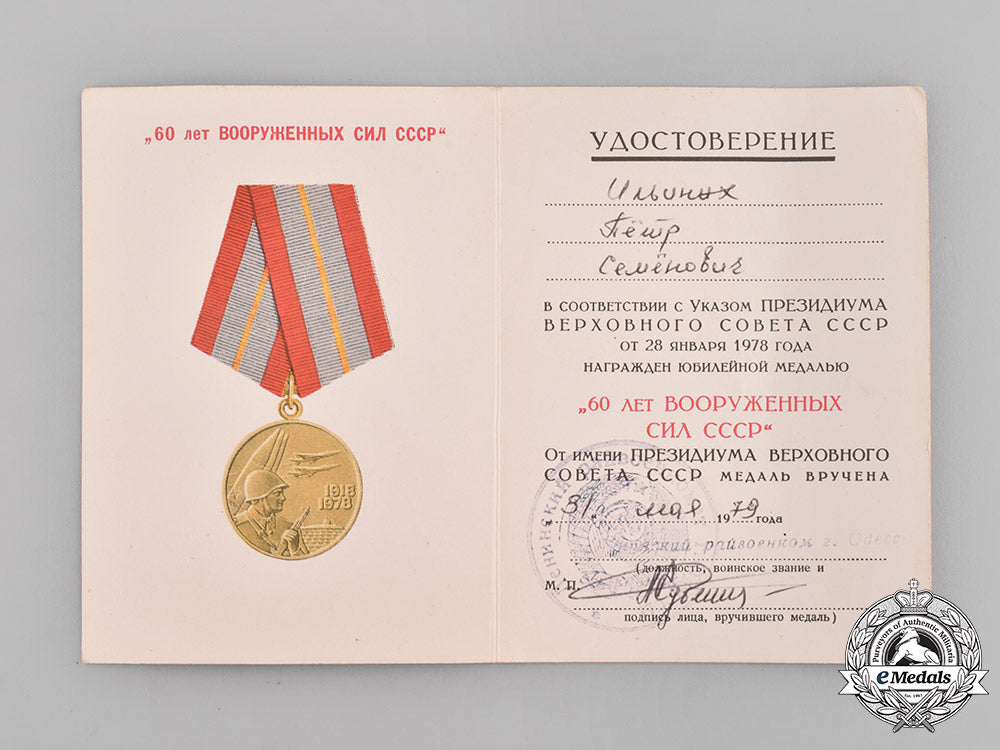 „60 лет ВООРУЖЕННЫХ СИЛ СССР“
1918
1978
УДОСТОВЕРЕНИЕ
Ильиных
Пётр
Семёнович
В СООТВЕТСТВИИ С УКАЗОМ ПРЕЗИДИУМА
ВЕРХОВНОГО СОВЕТА СССР
ОТ 28 ЯНВАРЯ 1978 ГОДА
НАГРАЖДЕН ЮБИЛЕЙНОЙ МЕДАЛЬЮ
„60 ЛЕТ ВООРУЖЕННЫХ
СИЛ СССР“
ОТ ИМЕНИ ПРЕЗИДИУМА ВЕРХОВНОГО
СОВЕТА СССР МЕДАЛЬ ВРУЧЕНА
„31“ мая 1979 года
райвоенком г. Одессы
(должность, воинское звание и
М. П.
подпись лица, вручившего медаль)
Purveyors of Authentic Militaria
eMedals